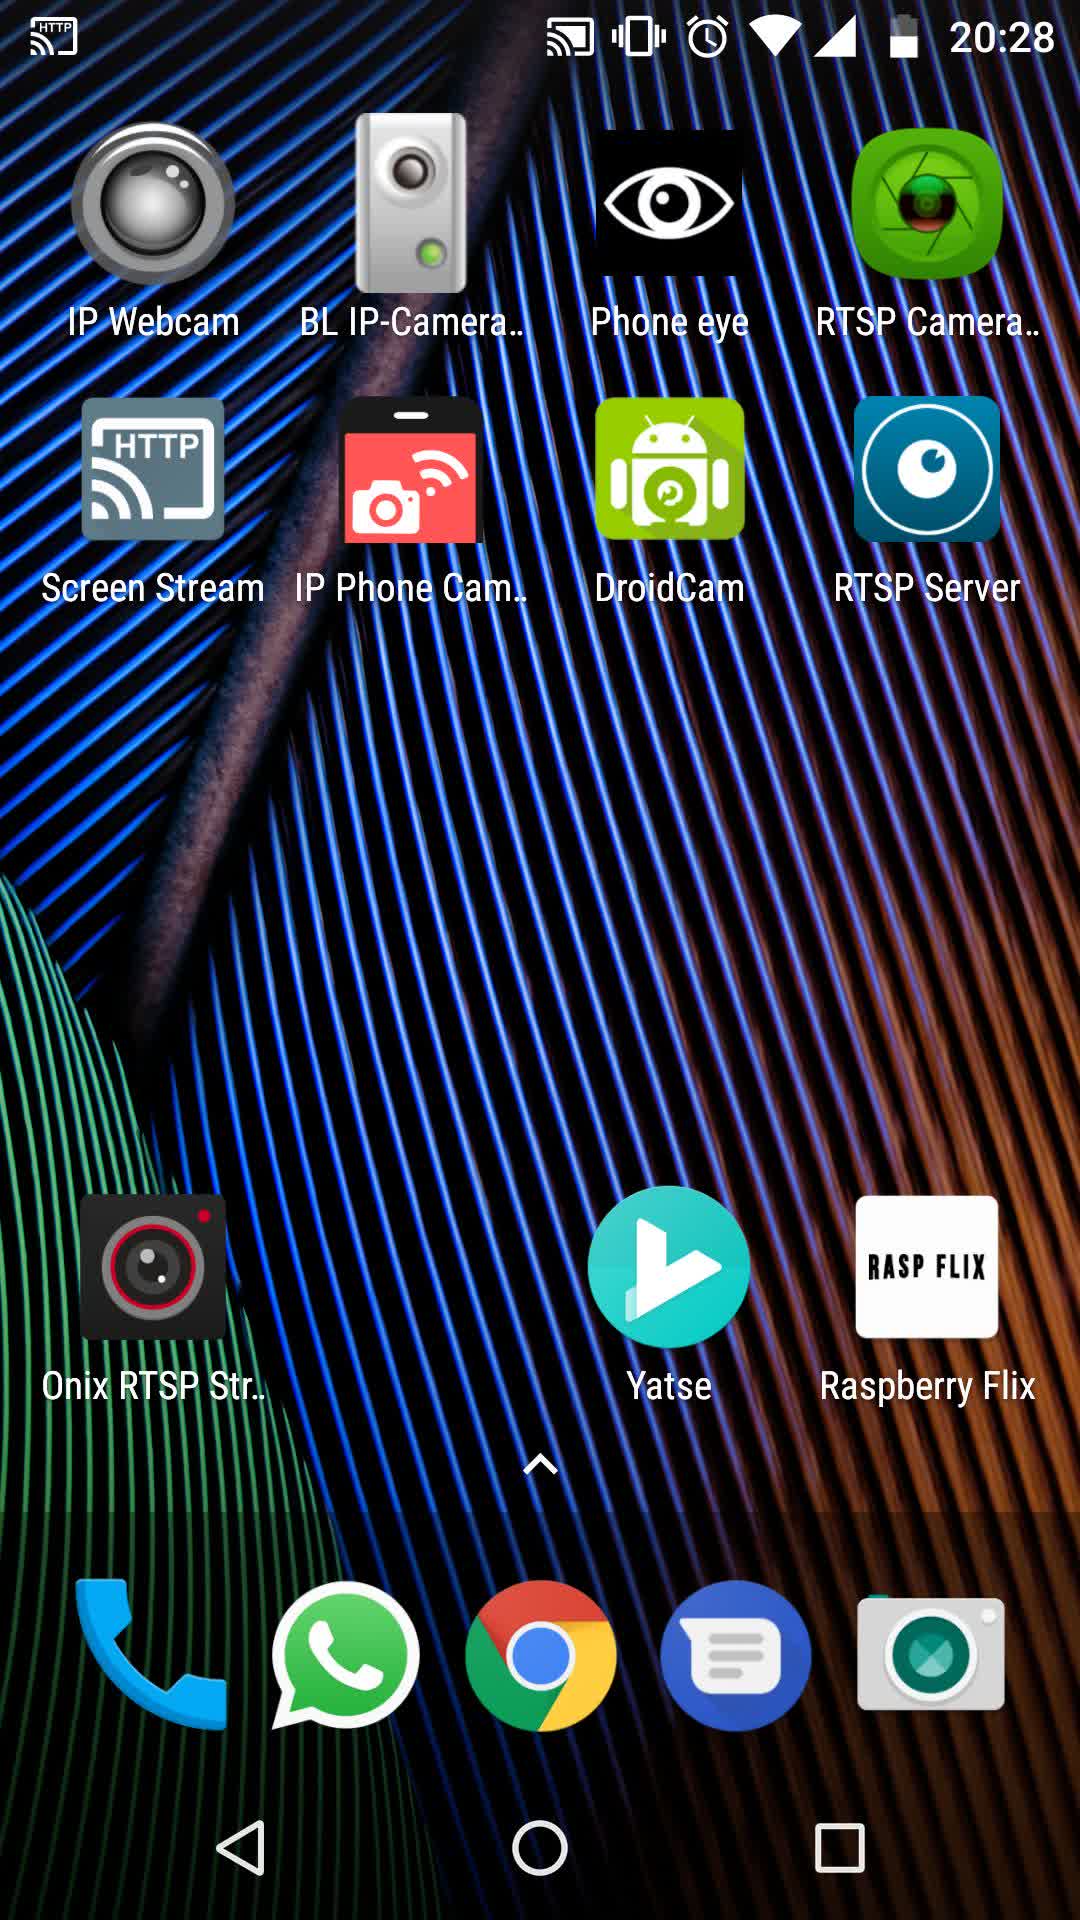 HTTP
20:28
IP Webcam
BL IP-Camera..
Phone eye
RTSP Camera..
HTTP
Screen Stream
IP Phone Cam..
DroidCam
RTSP Server
RASP FLIX
Onix RTSP Str..
Yatse
Raspberry Flix